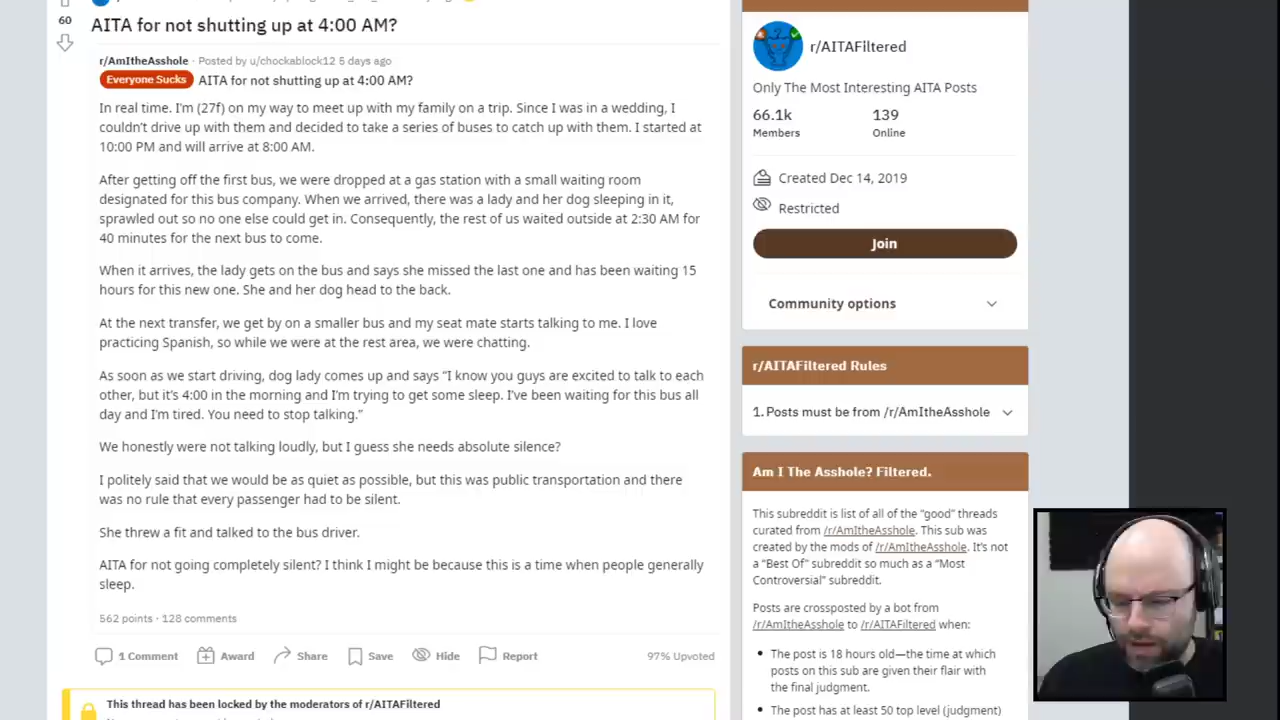 60
AITA for not shutting up at 4:00 AM?
r/AmItheAsshole · Posted by u/chockablock12 5 days ago
Everyone Sucks AITA for not shutting up at 4:00 AM?
In real time. I'm (27f) on my way to meet up with my family on a trip. Since I was in a wedding, I
couldn't drive up with them and decided to take a series of buses to catch up with them. I started at
10:00 PM and will arrive at 8:00 AM.
After getting off the first bus, we were dropped at a gas station with a small waiting room
designated for this bus company. When we arrived, there was a lady and her dog sleeping in it,
sprawled out so no one else could get in. Consequently, the rest of us waited outside at 2:30 AM for
40 minutes for the next bus to come.
When it arrives, the lady gets on the bus and says she missed the last one and has been waiting 15
hours for this new one. She and her dog head to the back.
At the next transfer, we get by on a smaller bus and my seat mate starts talking to me. I love
practicing Spanish, so while we were at the rest area, we were chatting.
As soon as we start driving, dog lady comes up and says “I know you guys are excited to talk to each
other, but it's 4:00 in the morning and I'm trying to get some sleep. I've been waiting for this bus all
day and I'm tired. You need to stop talking.”
We honestly were not talking loudly, but I guess she needs absolute silence?
I politely said that we would be as quiet as possible, but this was public transportation and there
was no rule that every passenger had to be silent.
She threw a fit and talked to the bus driver.
AITA for not going completely silent? I think I might be because this is a time when people generally
sleep.
562 points · 128 comments
1 Comment Award Share Save Hide Report 97% Upvoted
This thread has been locked by the moderators of r/AITAFiltered
r/AITAFiltered
Only The Most Interesting AITA Posts
66.1k 139
Members Online
Created Dec 14, 2019
Restricted
Join
Community options
r/AITAFiltered Rules
1. Posts must be from /r/AmItheAsshole
Am I The Asshole? Filtered.
This subreddit is list of all of the "good" threads
curated from /r/AmItheAsshole. This sub was
created by the mods of /r/AmItheAsshole. It's not
a "Best Of" subreddit so much as a "Most
Controversial" subreddit.
Posts are crossposted by a bot from
/r/AmItheAsshole to /r/AITAFiltered when:
• The post is 18 hours old—the time at which
posts on this sub are given their flair with
the final judgment.
• The post has at least 50 top level (judgment)